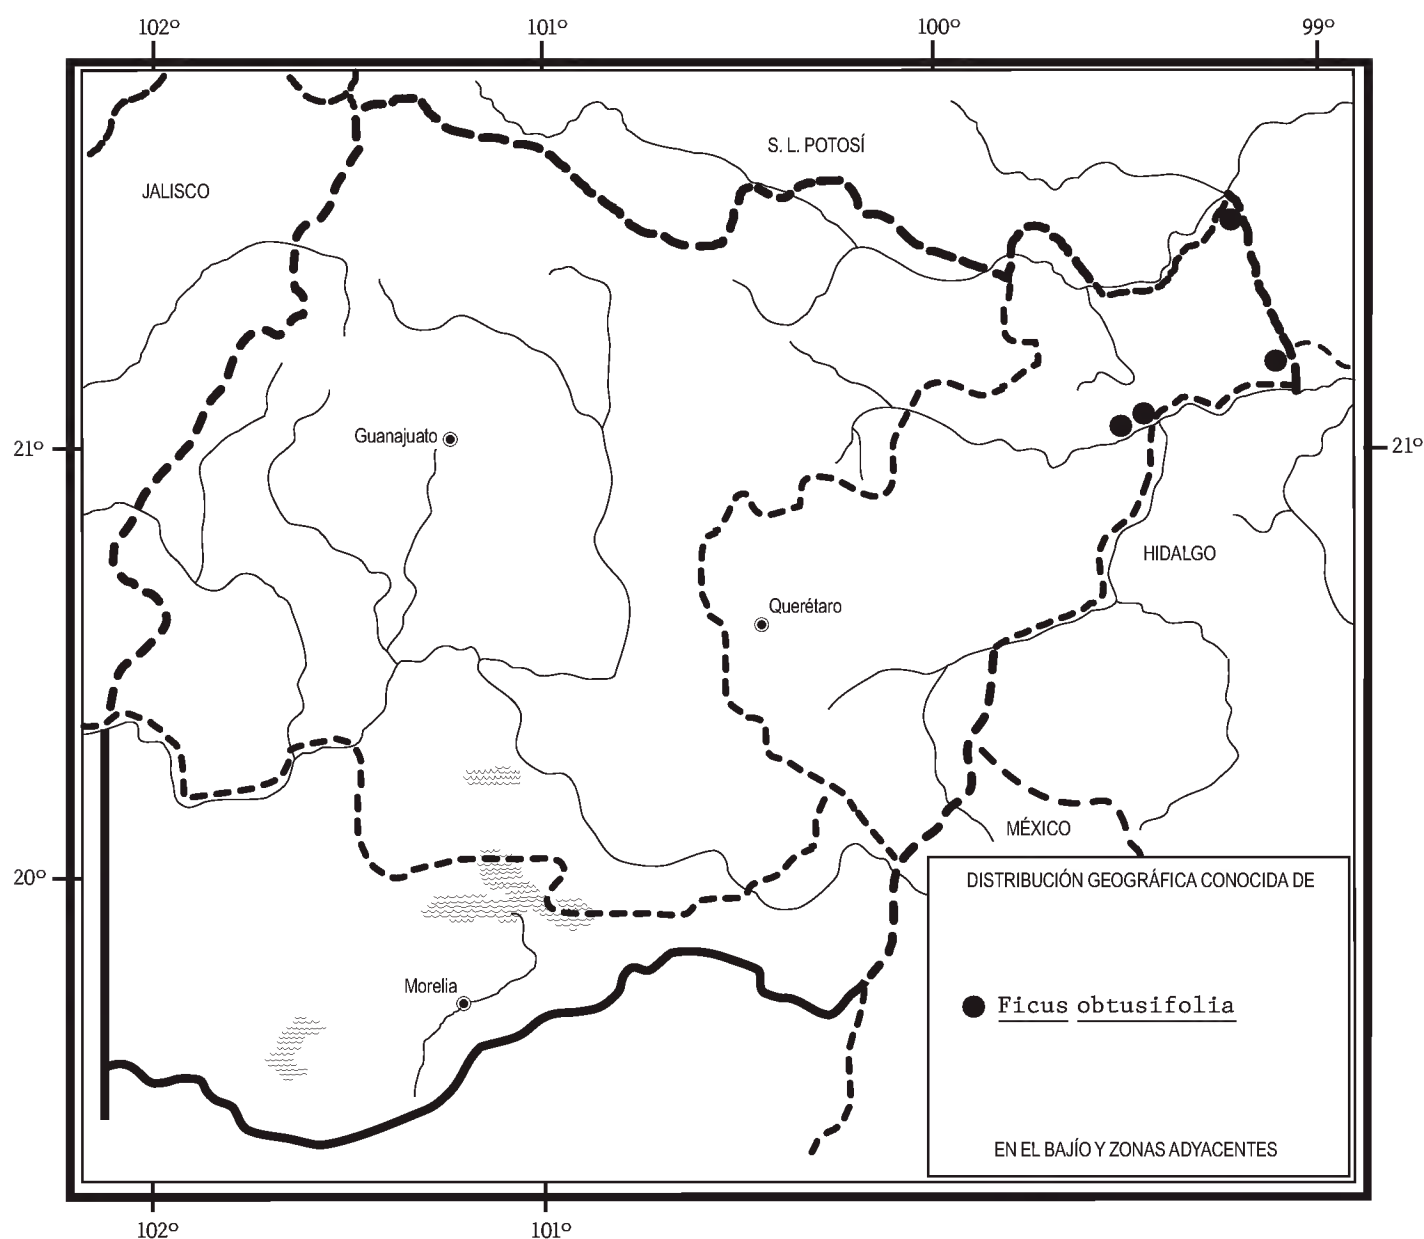 102º 101º 100º 99º
S. L. POTOSÍ
JALISCO
Guanajuato
21º 21º
HIDALGO
Querétaro
MÉXICO
20º
DISTRIBUCIÓN GEOGRÁFICA CONOCIDA DE
Morelia
Ficus obtusifolia
EN EL BAJÍO Y ZONAS ADYACENTES
102º 101º